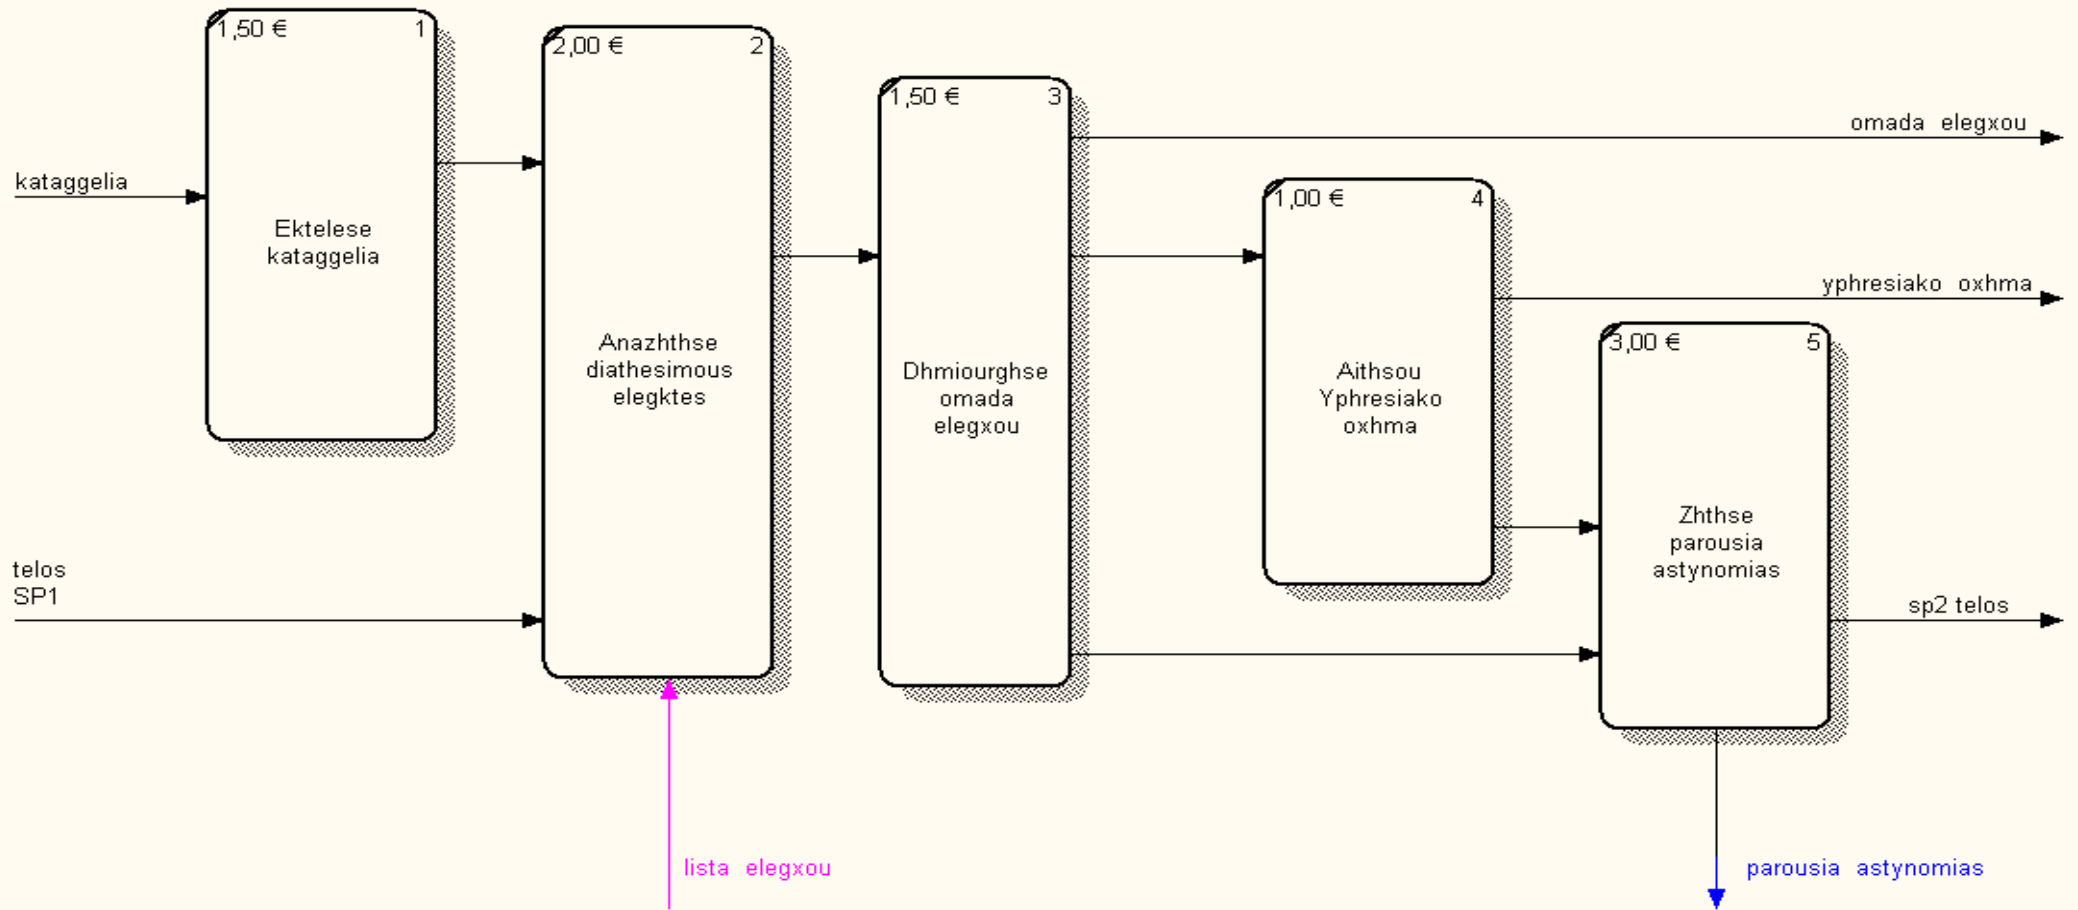 1,50 € 1
Ektelese
kataggelia
2,00 € 2
Anazhthse
diathesimous
elegktes
1,50 € 3
Dhmiourghse
omada
elegxou
1,00 € 4
Aithsou
Yphresiako
oxhma
3,00 € 5
Zhthse
parousia
astynomias
kataggelia
telos
SP1
omada elegxou
yphresiako oxhma
sp2 telos
lista elegxou
parousia astynomias